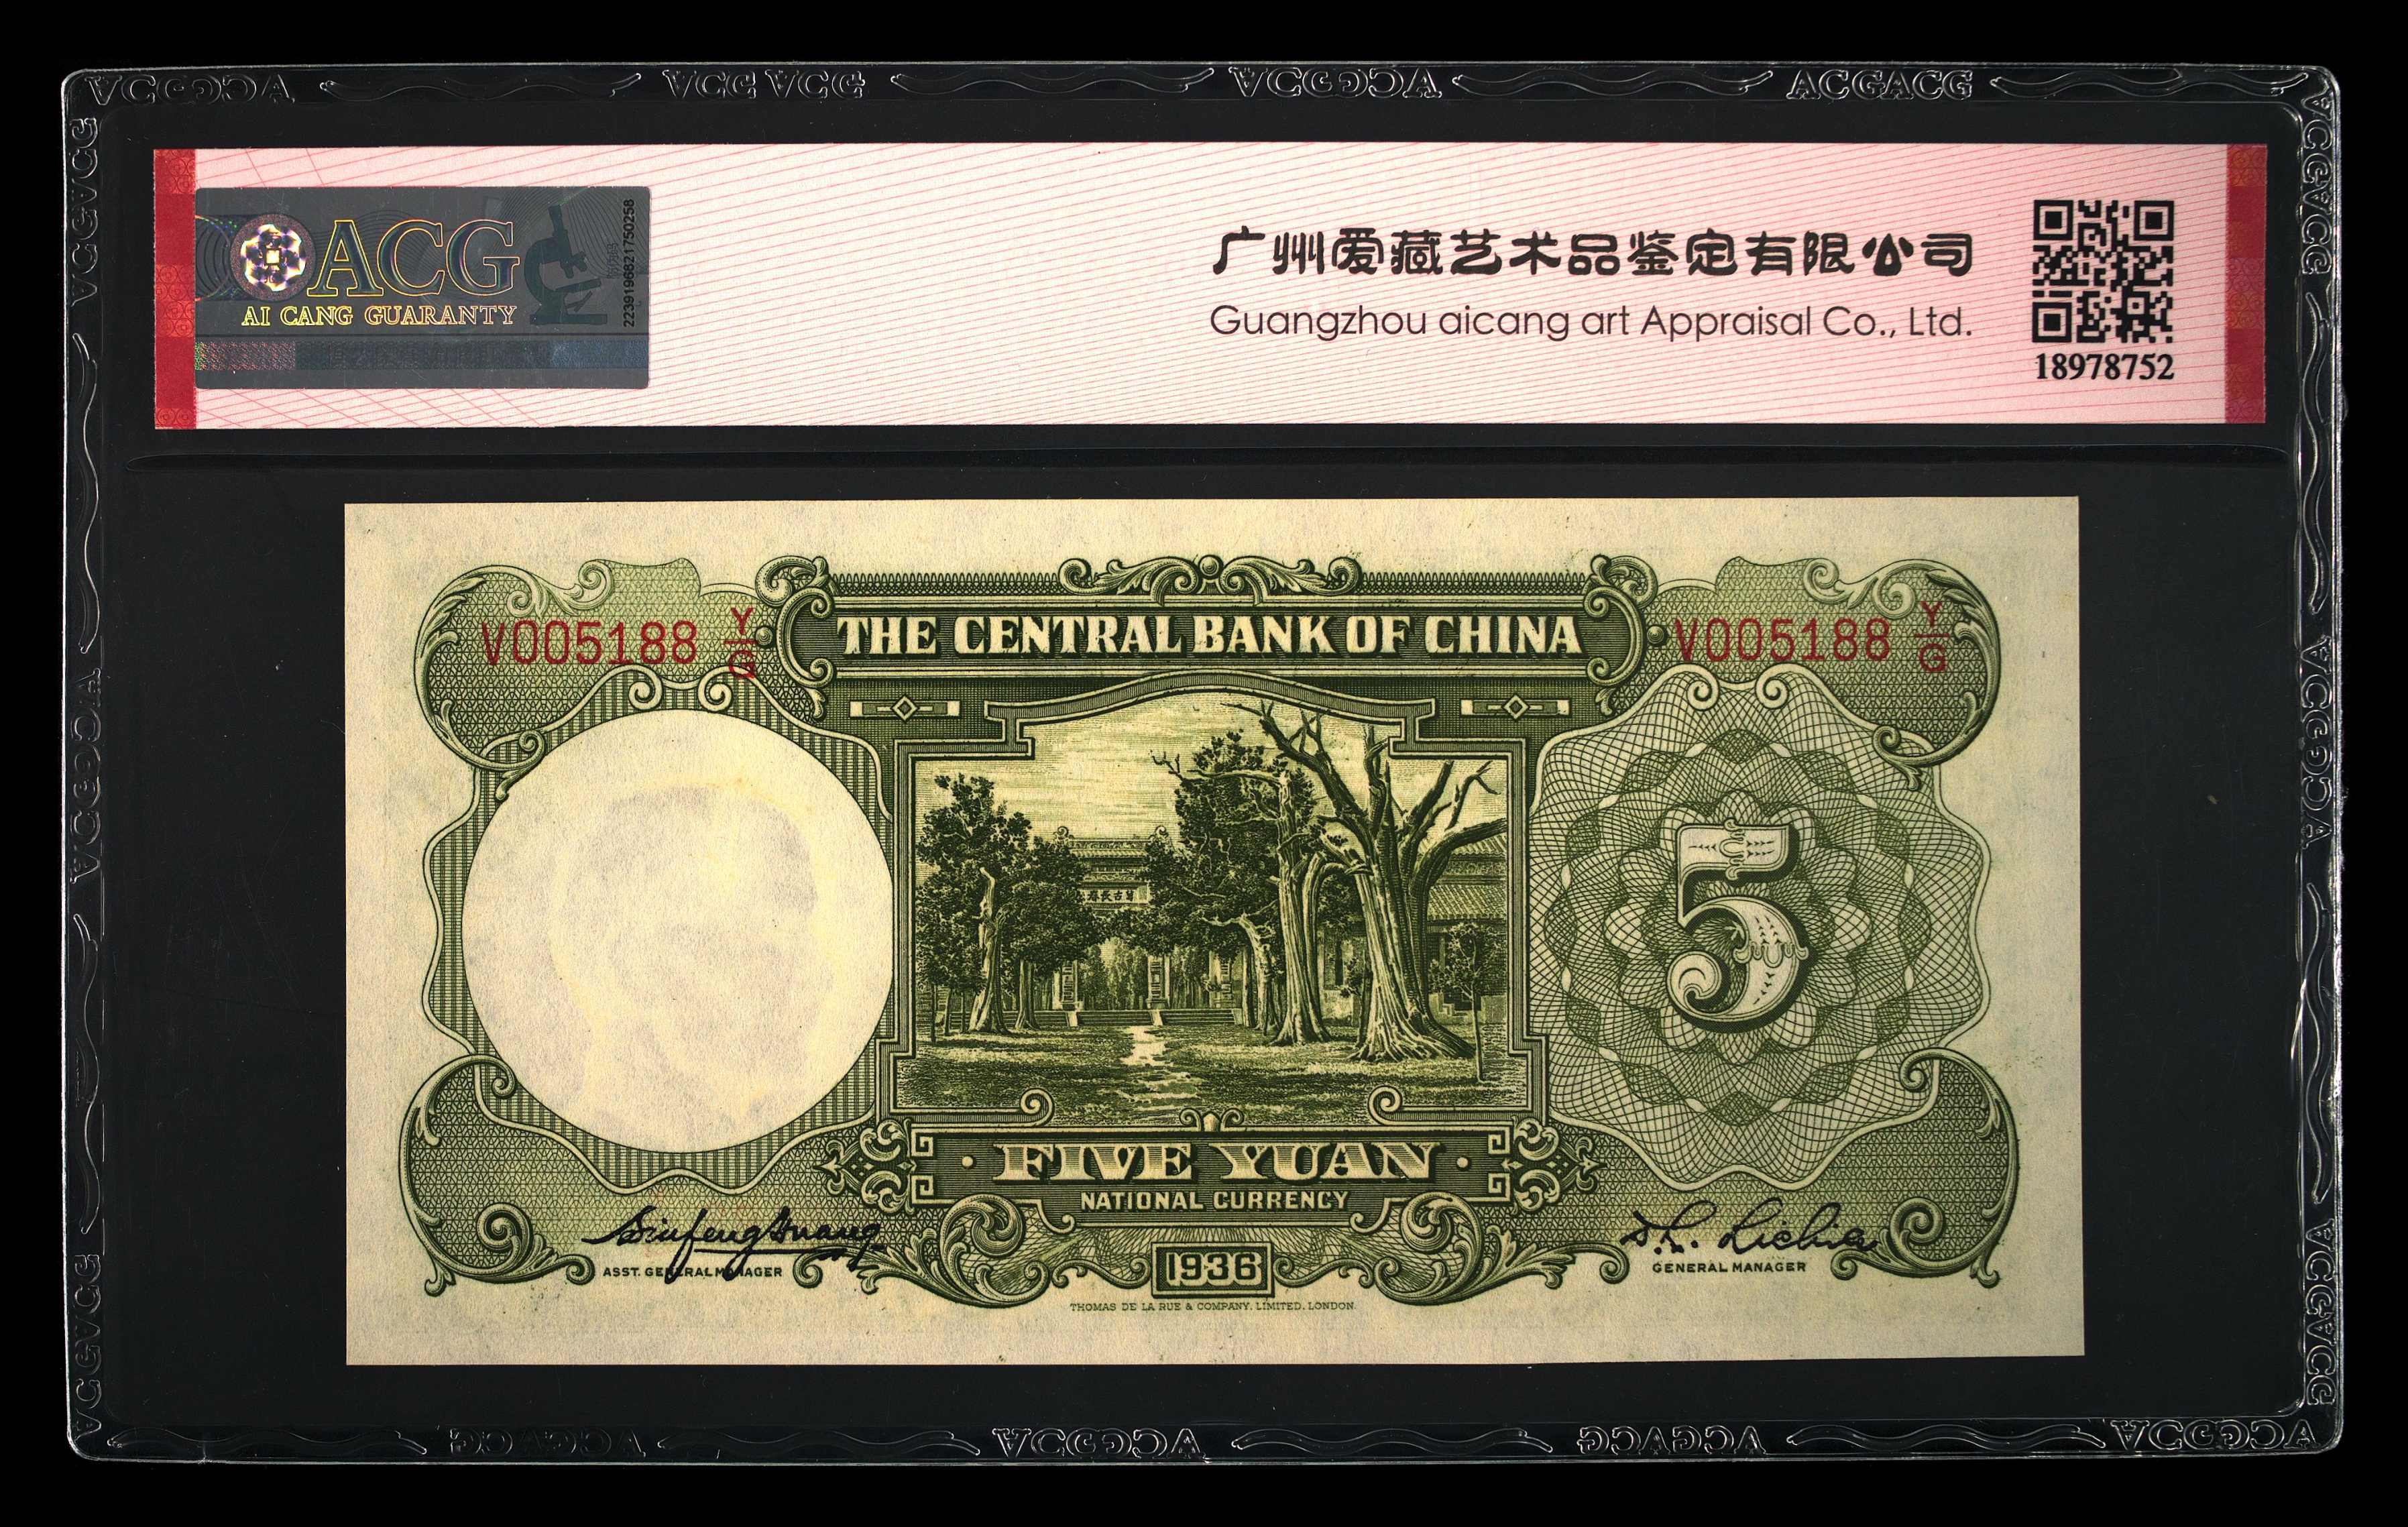 ACG
AI CANG GUARANTY
2239196821750258
广州爱藏艺术品鉴定有限公司
Guangzhou aicang art Appraisal Co., Ltd.
18978752
V005188 Y/G
THE CENTRAL BANK OF CHINA
V005188 Y/G
5
FIVE YUAN
NATIONAL CURRENCY
ASST. GENERAL MANAGER
1936
GENERAL MANAGER
THOMAS DE LA RUE & COMPANY, LIMITED, LONDON.